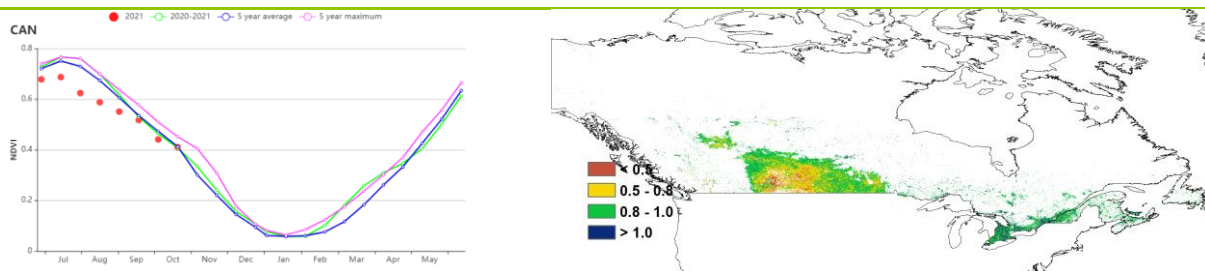 2021 2020-2021 5 year average 5 year maximum
CAN
0.8
0.6
0.4
0.2
0
NDVI
Jul Aug Sep Oct Nov Dec Jan Feb Mar Apr May
< 0.5
0.5 - 0.8
0.8 - 1.0
> 1.0